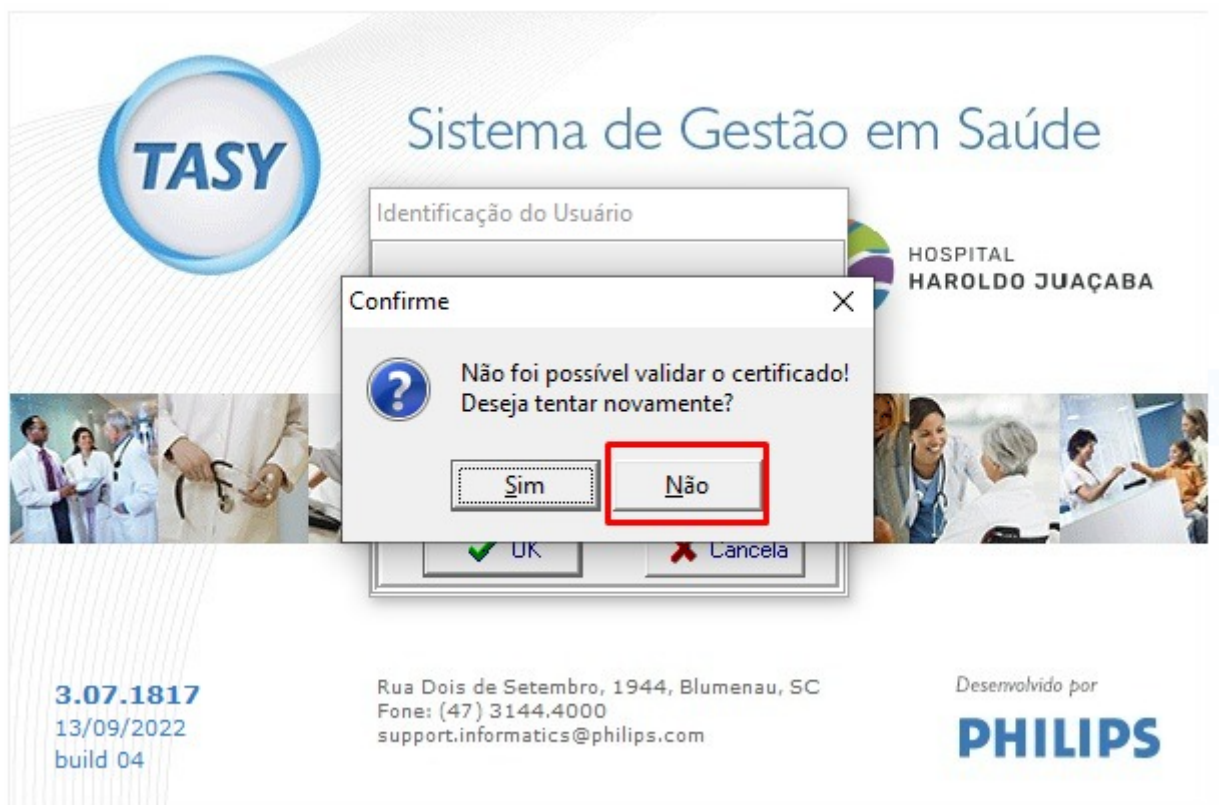 TASY
Sistema de Gestão em Saúde
Identificação do Usuário
HOSPITAL
HAROLDO JUAÇABA
Confirme
Não foi possível validar o certificado!
Deseja tentar novamente?
Sim
Não
OK
Cancela
3.07.1817
13/09/2022
build 04
Rua Dois de Setembro, 1944, Blumenau, SC
Fone: (47) 3144.4000
support.informatics@philips.com
Desenvolvido por
PHILIPS